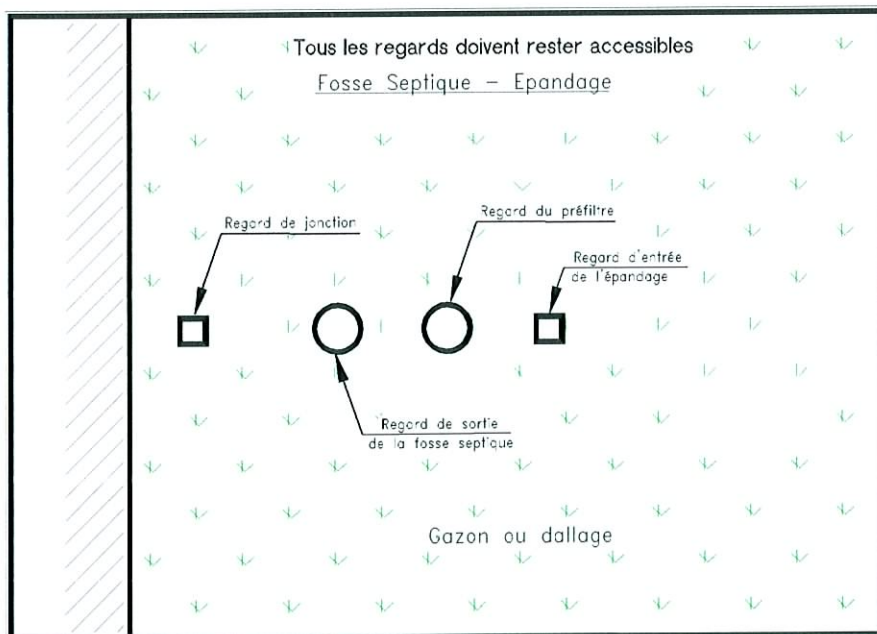 Tous les regards doivent rester accessibles
Fosse Septique – Epandage
Regard de jonction
Regard du préfiltre
Regard d'entrée
de l'épandage
Regard de sortie
de la fosse septique
Gazon ou dallage